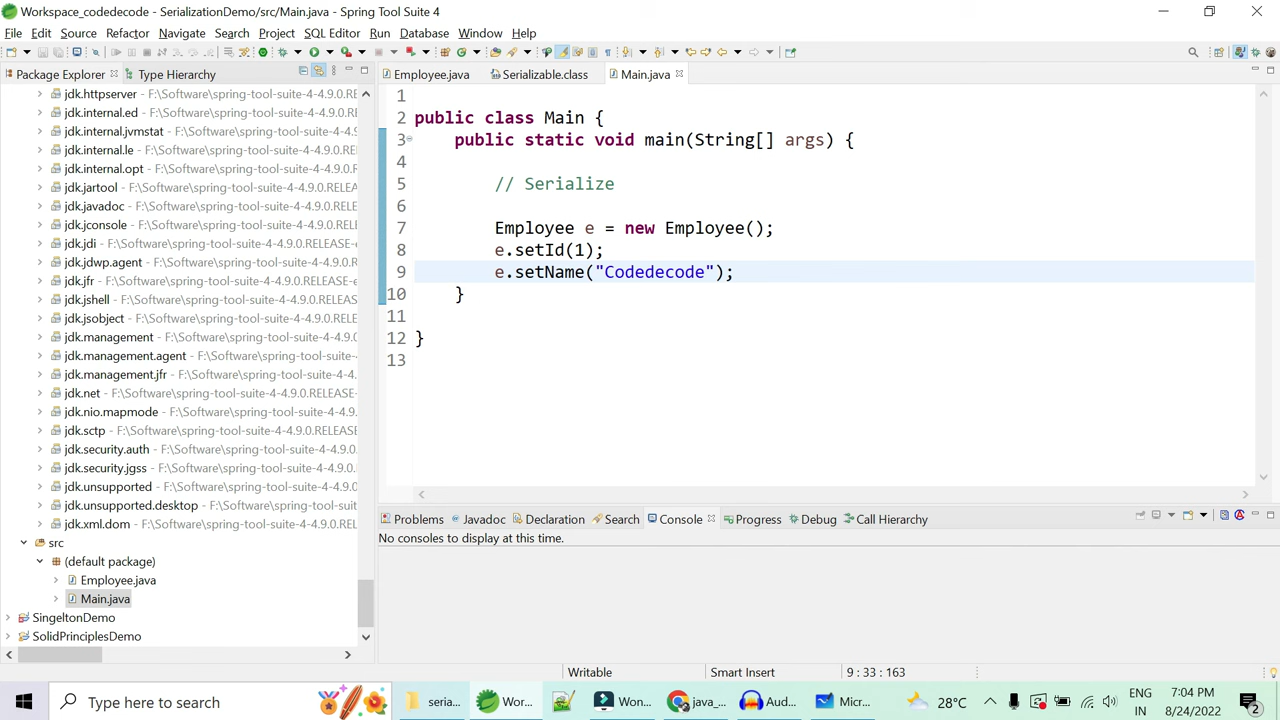 Workspace_codedecode - SerializationDemo/src/Main.java - Spring Tool Suite 4
File Edit Source Refactor Navigate Search Project SQL Editor Run Database Window Help
Package Explorer
Type Hierarchy
jdk.httpserver - F:\Software\spring-tool-suite-4-4.9.0.RE
jdk.internal.ed - F:\Software\spring-tool-suite-4-4.9.0.R
jdk.internal.jvmstat - F:\Software\spring-tool-suite-4-4.9
jdk.internal.le - F:\Software\spring-tool-suite-4-4.9.0.RE
jdk.internal.opt - F:\Software\spring-tool-suite-4-4.9.0.
jdk.jartool - F:\Software\spring-tool-suite-4-4.9.0.RELEAS
jdk.javadoc - F:\Software\spring-tool-suite-4-4.9.0.RELEA
jdk.jconsole - F:\Software\spring-tool-suite-4-4.9.0.RELE
jdk.jdi - F:\Software\spring-tool-suite-4-4.9.0.RELEASE-e
jdk.jdwp.agent - F:\Software\spring-tool-suite-4-4.9.0.R
jdk.jfr - F:\Software\spring-tool-suite-4-4.9.0.RELEASE-e
jdk.jshell - F:\Software\spring-tool-suite-4-4.9.0.RELEASE
jdk.jsobject - F:\Software\spring-tool-suite-4-4.9.0.RELEA
jdk.management - F:\Software\spring-tool-suite-4-4.9.0
jdk.management.agent - F:\Software\spring-tool-suite-4
jdk.management.jfr - F:\Software\spring-tool-suite-4-4.9
jdk.net - F:\Software\spring-tool-suite-4-4.9.0.RELEASE-e
jdk.nio.mapmode - F:\Software\spring-tool-suite-4-4.9.0
jdk.sctp - F:\Software\spring-tool-suite-4-4.9.0.RELEASE-
jdk.security.auth - F:\Software\spring-tool-suite-4-4.9.0.
jdk.security.jgss - F:\Software\spring-tool-suite-4-4.9.0.
jdk.unsupported - F:\Software\spring-tool-suite-4-4.9.0.
jdk.unsupported.desktop - F:\Software\spring-tool-suit
jdk.xml.dom - F:\Software\spring-tool-suite-4-4.9.0.RELE
src
(default package)
Employee.java
Main.java
SingeltonDemo
SolidPrinciplesDemo
Employee.java
Serializable.class
Main.java
1
2 public class Main {
3 public static void main(String[] args) {
4
5 // Serialize
6
7 Employee e = new Employee();
8 e.setId(1);
9 e.setName("Codedecode");
10 }
11
12 }
13
Problems Javadoc Declaration Search Console Progress Debug Call Hierarchy
No consoles to display at this time.
Writable Smart Insert 9 : 33 : 163
Type here to search
seria...
Wor...
Won...
java_...
Aud...
Micr...
28°C
ENG
IN
7:04 PM
8/24/2022
2